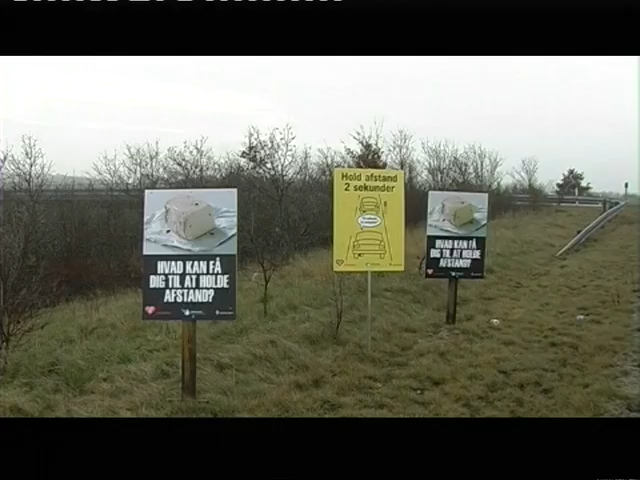 HVAD KAN FÅ
DIG TIL AT HOLDE
AFSTAND?
Hold afstand
2 sekunder
HVAD KAN FÅ
DIG TIL AT HOLDE
AFSTAND?